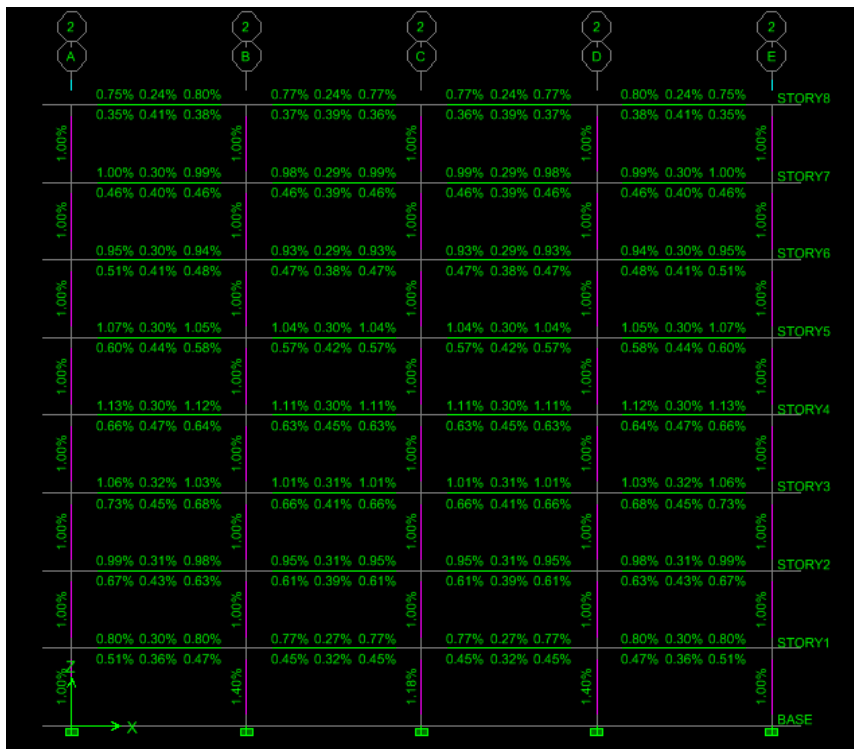 2 2 2 2 2
A B C D E
0.75% 0.24% 0.80% 0.77% 0.24% 0.77% 0.77% 0.24% 0.77% 0.80% 0.24% 0.75% STORY8
0.35% 0.41% 0.38% 0.37% 0.39% 0.36% 0.36% 0.39% 0.37% 0.38% 0.41% 0.35%
1.00% 1.00% 1.00% 1.00% 1.00%
1.00% 0.30% 0.99% 0.98% 0.29% 0.99% 0.99% 0.29% 0.98% 0.99% 0.30% 1.00% STORY7
0.46% 0.40% 0.46% 0.46% 0.39% 0.46% 0.46% 0.39% 0.46% 0.46% 0.40% 0.46%
1.00% 1.00% 1.00% 1.00% 1.00%
0.95% 0.30% 0.94% 0.93% 0.29% 0.93% 0.93% 0.29% 0.93% 0.94% 0.30% 0.95% STORY6
0.51% 0.41% 0.48% 0.47% 0.38% 0.47% 0.47% 0.38% 0.47% 0.48% 0.41% 0.51%
1.00% 1.00% 1.00% 1.00% 1.00%
1.07% 0.30% 1.05% 1.04% 0.30% 1.04% 1.04% 0.30% 1.04% 1.05% 0.30% 1.07% STORY5
0.60% 0.44% 0.58% 0.57% 0.42% 0.57% 0.57% 0.42% 0.57% 0.58% 0.44% 0.60%
1.00% 1.00% 1.00% 1.00% 1.00%
1.13% 0.30% 1.12% 1.11% 0.30% 1.11% 1.11% 0.30% 1.11% 1.12% 0.30% 1.13% STORY4
0.66% 0.47% 0.64% 0.63% 0.45% 0.63% 0.63% 0.45% 0.63% 0.64% 0.47% 0.66%
1.00% 1.00% 1.00% 1.00% 1.00%
1.06% 0.32% 1.03% 1.01% 0.31% 1.01% 1.01% 0.31% 1.01% 1.03% 0.32% 1.06% STORY3
0.73% 0.45% 0.68% 0.66% 0.41% 0.66% 0.66% 0.41% 0.66% 0.68% 0.45% 0.73%
1.00% 1.00% 1.00% 1.00% 1.00%
0.99% 0.31% 0.98% 0.95% 0.31% 0.95% 0.95% 0.31% 0.95% 0.98% 0.31% 0.99% STORY2
0.67% 0.43% 0.63% 0.61% 0.39% 0.61% 0.61% 0.39% 0.61% 0.63% 0.43% 0.67%
1.00% 1.00% 1.00% 1.00% 1.00%
0.80% 0.30% 0.80% 0.77% 0.27% 0.77% 0.77% 0.27% 0.77% 0.80% 0.30% 0.80% STORY1
0.51% 0.36% 0.47% 0.45% 0.32% 0.45% 0.45% 0.32% 0.45% 0.47% 0.36% 0.51%
Z
1.00% 1.40% 1.18% 1.40% 1.00%
X BASE